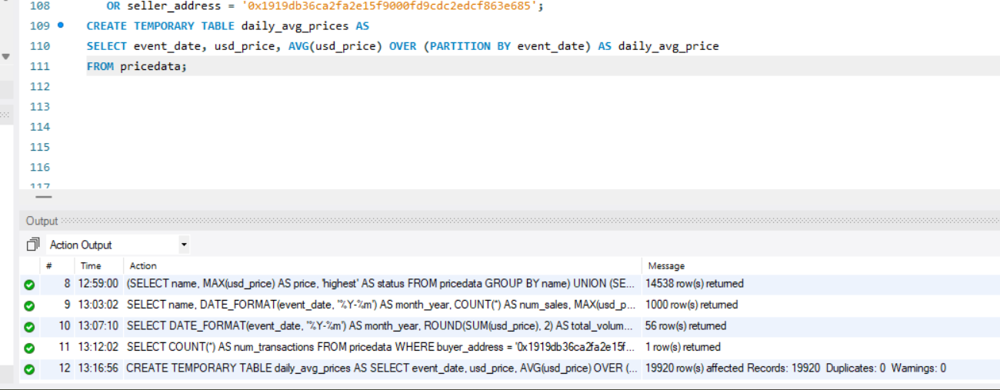 108 OR seller_address = '0x1919db36ca2fa2e15f9000fd9cdc2edcf863e685';
109 CREATE TEMPORARY TABLE daily_avg_prices AS
110 SELECT event_date, usd_price, AVG(usd_price) OVER (PARTITION BY event_date) AS daily_avg_price
111 FROM pricedata;
112
113
114
115
116
117
Output
Action Output
# Time Action Message
8 12:59:00 (SELECT name, MAX(usd_price) AS price, 'highest' AS status FROM pricedata GROUP BY name) UNION (SE... 14538 row(s) returned
9 13:03:02 SELECT name, DATE_FORMAT(event_date, '%Y-%m') AS month_year, COUNT(*) AS num_sales, MAX(usd_p... 1000 row(s) returned
10 13:07:10 SELECT DATE_FORMAT(event_date, '%Y-%m') AS month_year, ROUND(SUM(usd_price), 2) AS total_volum... 56 row(s) returned
11 13:12:02 SELECT COUNT(*) AS num_transactions FROM pricedata WHERE buyer_address = '0x1919db36ca2fa2e15f... 1 row(s) returned
12 13:16:56 CREATE TEMPORARY TABLE daily_avg_prices AS SELECT event_date, usd_price, AVG(usd_price) OVER (... 19920 row(s) affected Records: 19920 Duplicates: 0 Warnings: 0